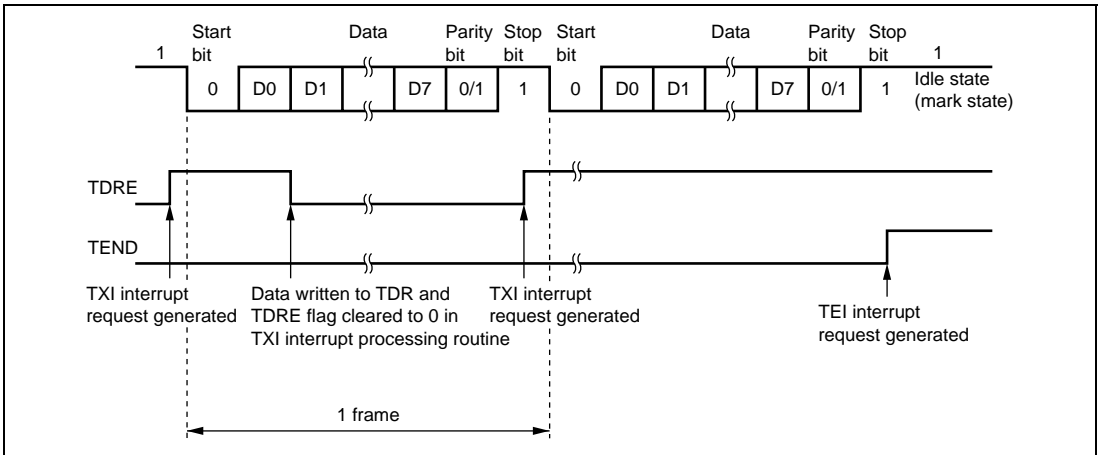 Start Data Parity Stop Start Data Parity Stop
1 bit bit bit bit bit bit 1
0 D0 D1 D7 0/1 1 0 D0 D1 D7 0/1 1 Idle state
(mark state)
TDRE
TEND
TXI interrupt
request generated
Data written to TDR and
TDRE flag cleared to 0 in
TXI interrupt processing routine
TXI interrupt
request generated
TEI interrupt
request generated
1 frame